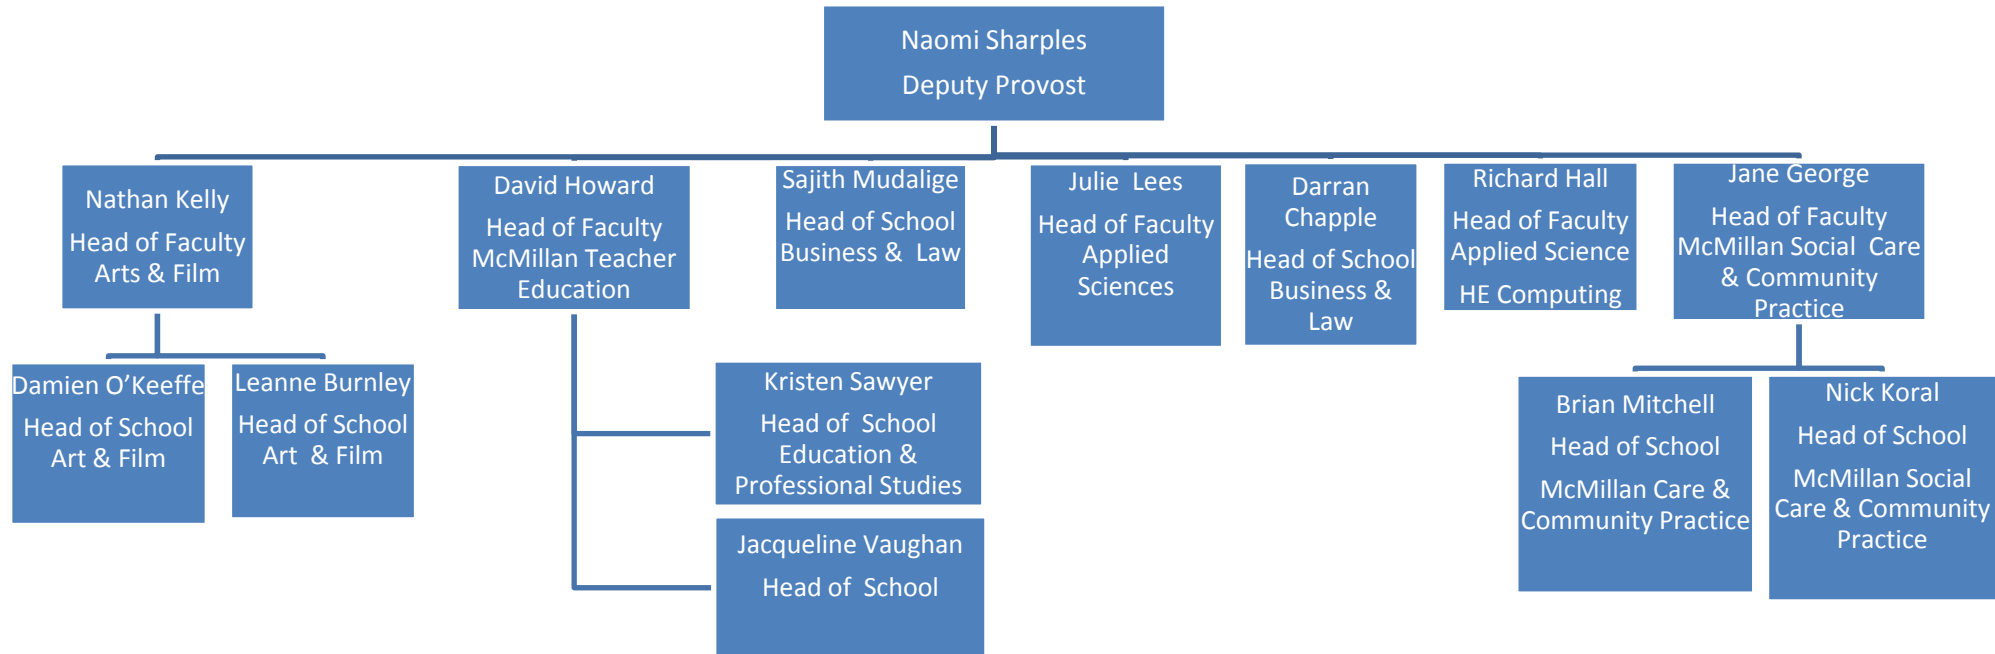 Naomi Sharples
Deputy Provost
Nathan Kelly
Head of Faculty
Arts & Film
David Howard
Head of Faculty
McMillan Teacher
Education
Sajith Mudalige
Head of School
Business & Law
Julie Lees
Head of Faculty
Applied
Sciences
Darran
Chapple
Head of School
Business &
Law
Richard Hall
Head of Faculty
Applied Science
HE Computing
Jane George
Head of Faculty
McMillan Social Care
& Community
Practice
Damien O’Keeffe
Head of School
Art & Film
Leanne Burnley
Head of School
Art & Film
Kristen Sawyer
Head of School
Education &
Professional Studies
Jacqueline Vaughan
Head of School
Brian Mitchell
Head of School
McMillan Care &
Community Practice
Nick Koral
Head of School
McMillan Social
Care & Community
Practice